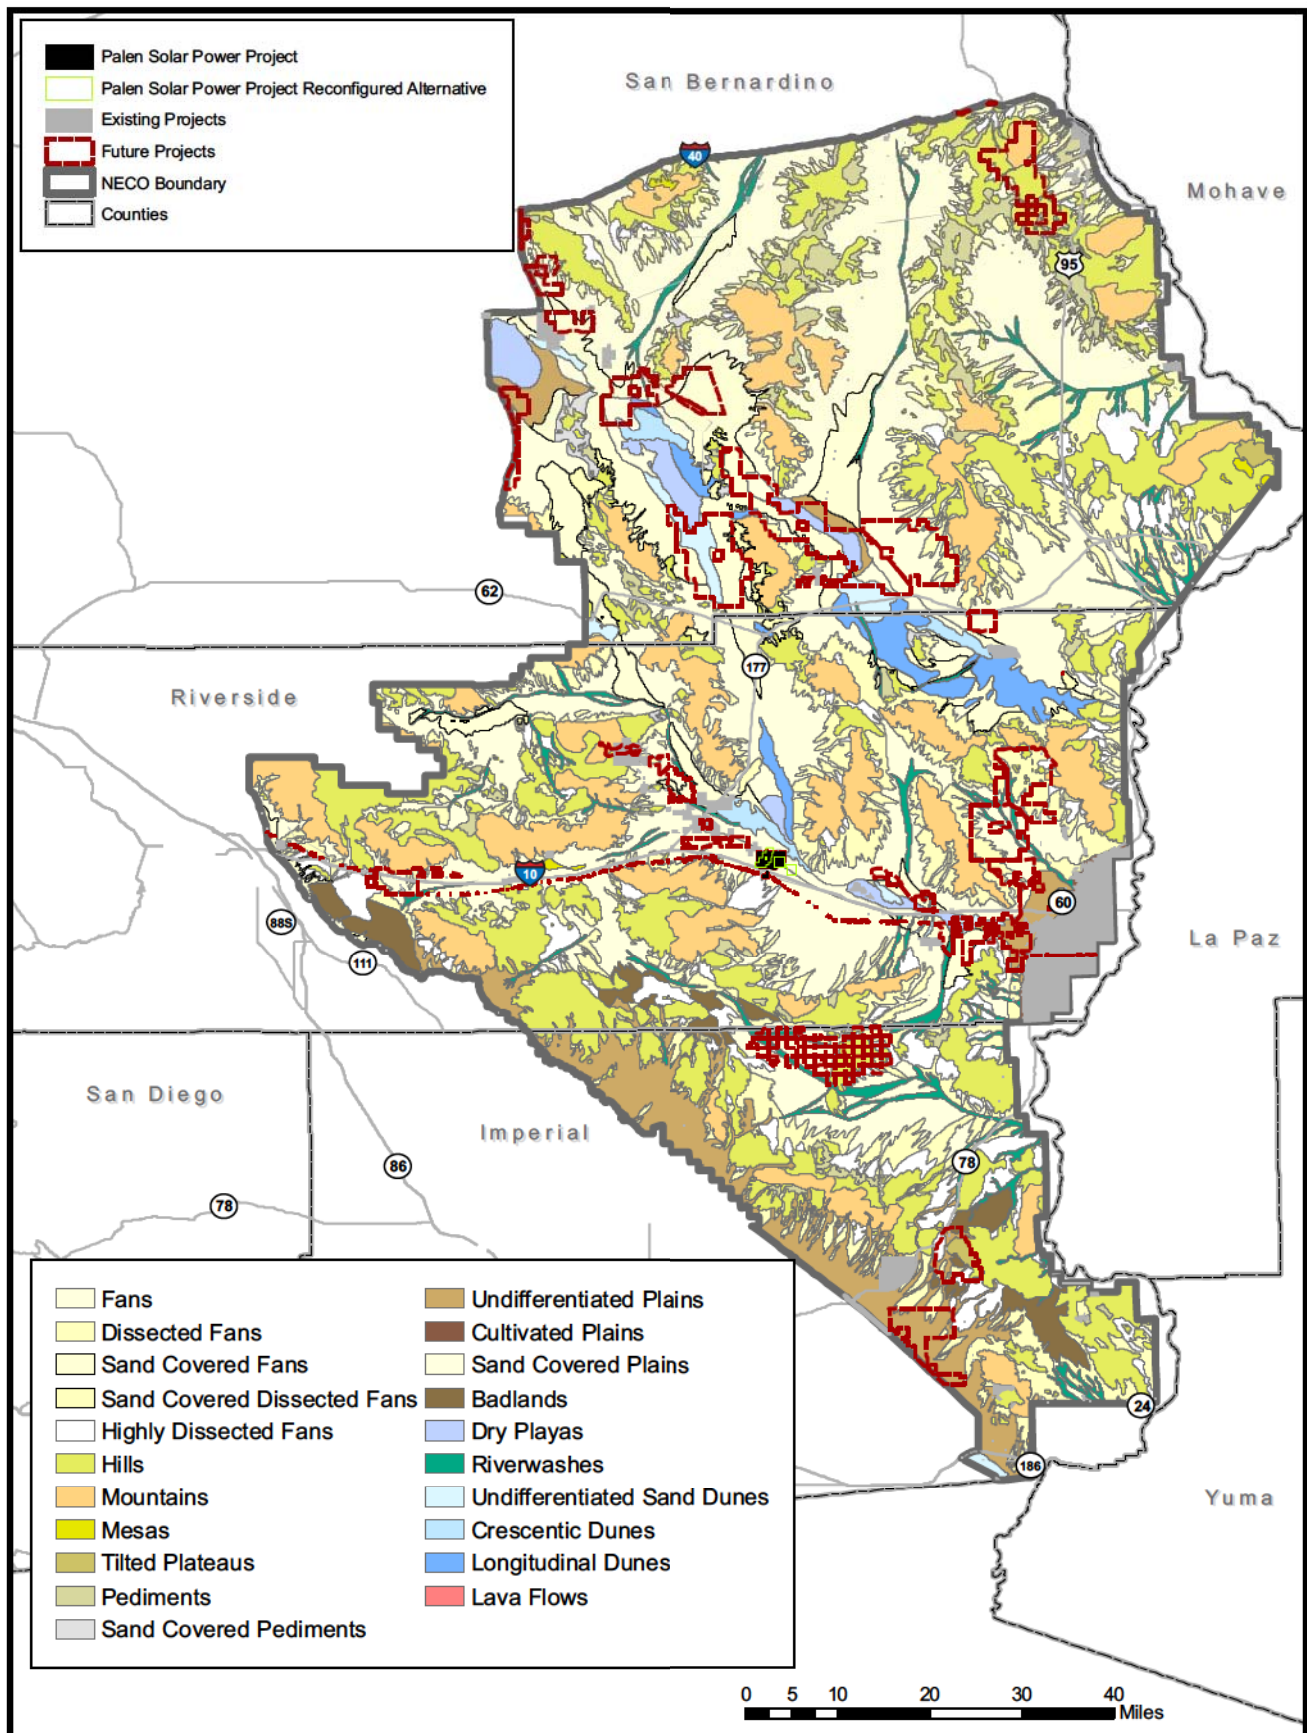 Palen Solar Power Project
Palen Solar Power Project Reconfigured Alternative
Existing Projects
Future Projects
NECO Boundary
Counties
San Bernardino
40
Mohave
95
62
177
Riverside
10
60
88S
111
La Paz
San Diego
Imperial
86
78
78
24
186
Yuma
Fans
Dissected Fans
Sand Covered Fans
Sand Covered Dissected Fans
Highly Dissected Fans
Hills
Mountains
Mesas
Tilted Plateaus
Pediments
Sand Covered Pediments
Undifferentiated Plains
Cultivated Plains
Sand Covered Plains
Badlands
Dry Playas
Riverwashes
Undifferentiated Sand Dunes
Crescentic Dunes
Longitudinal Dunes
Lava Flows
0 5 10 20 30 40
Miles